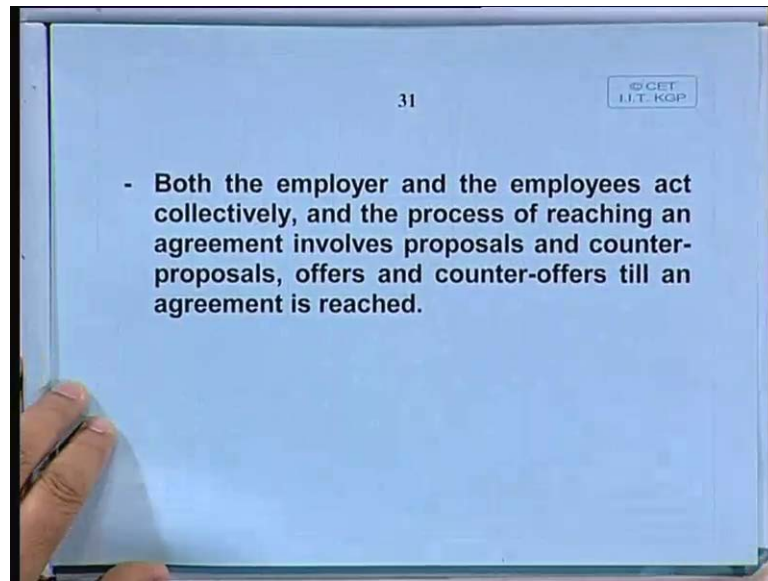 31
© CET
I.I.T. KGP
- Both the employer and the employees act
collectively, and the process of reaching an
agreement involves proposals and counter-
proposals, offers and counter-offers till an
agreement is reached.